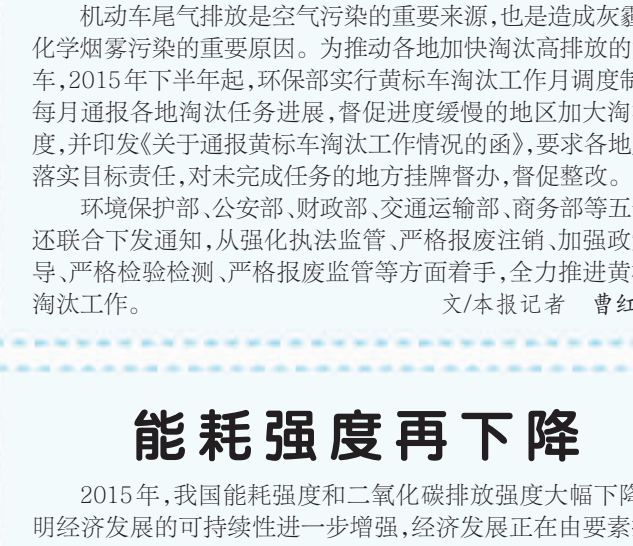 机动车尾气排放是空气污染的重要来源,也是造成灰霾
化学烟雾污染的重要原因。为推动各地加快淘汰高排放的
车,2015年下半年起,环保部实行黄标车淘汰工作月调度制
每月通报各地淘汰任务进展,督促进度缓慢的地区加大淘
度,并印发《关于通报黄标车淘汰工作情况的函》,要求各地
落实目标责任,对未完成任务的地方挂牌督办,督促整改。
环境保护部、公安部、财政部、交通运输部、商务部等五
还联合下发通知,从强化执法监管、严格报废注销、加强政
导、严格检验检测、严格报废监管等方面着手,全力推进黄
淘汰工作。 文/本报记者 曹红
能耗强度再下降
2015年,我国能耗强度和二氧化碳排放强度大幅下降
明经济发展的可持续性进一步增强,经济发展正在由要素